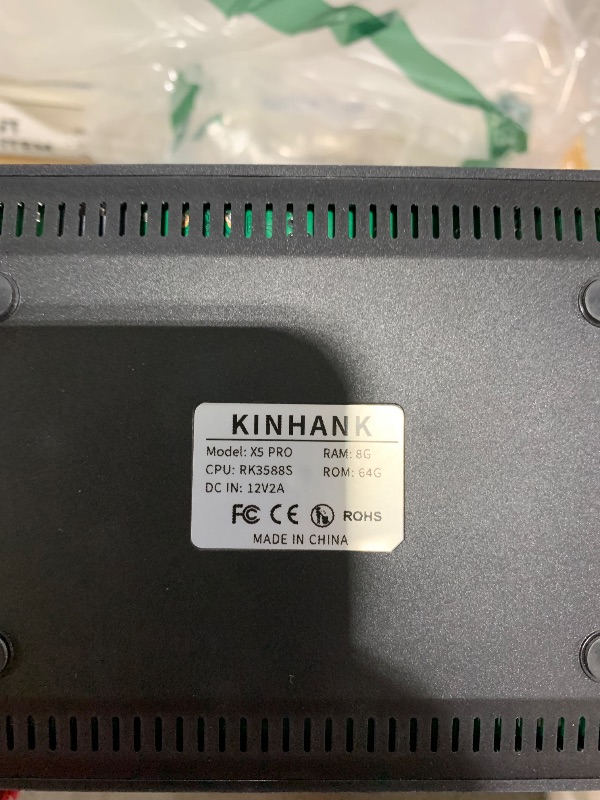 KINHANK
Model: X5 PRO RAM: 8G
CPU: RK3588S ROM: 64G
DC IN: 12V2A
FC CE ROHS
MADE IN CHINA